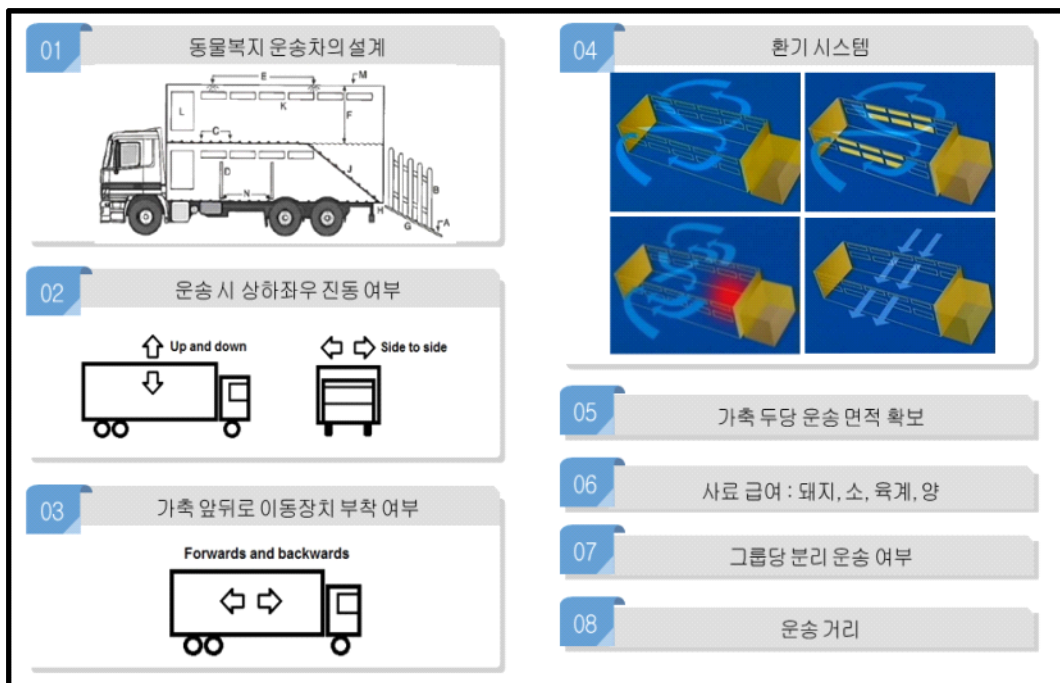 01
동물복지 운송차의 설계
E
M
L
K
F
C
J
D
N
B
H
G
A
02
운송 시 상하좌우 진동 여부
Up and down
Side to side
03
가축 앞뒤로 이동장치 부착 여부
Forwards and backwards
04
환기 시스템
05
가축 두당 운송 면적 확보
06
사료 급여 : 돼지, 소, 육계, 양
07
그룹당 분리 운송 여부
08
운송 거리